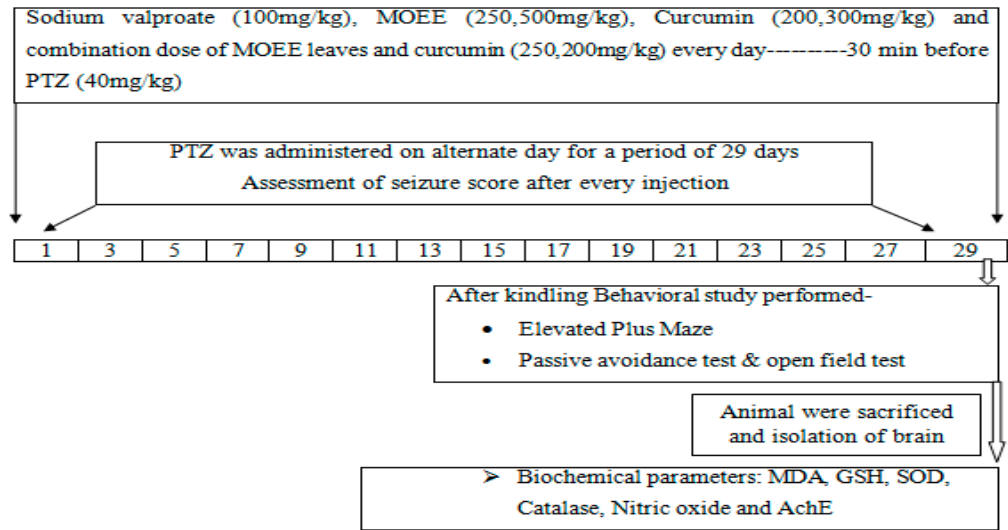 Sodium valproate (100mg/kg), MOEE (250,500mg/kg), Curcumin (200,300mg/kg) and
combination dose of MOEE leaves and curcumin (250,200mg/kg) every day----------30 min before
PTZ (40mg/kg)
PTZ was administered on alternate day for a period of 29 days
Assessment of seizure score after every injection
1 3 5 7 9 11 13 15 17 19 21 23 25 27 29
After kindling Behavioral study performed-
• Elevated Plus Maze
• Passive avoidance test & open field test
Animal were sacrificed
and isolation of brain
➢ Biochemical parameters: MDA, GSH, SOD,
Catalase, Nitric oxide and AchE